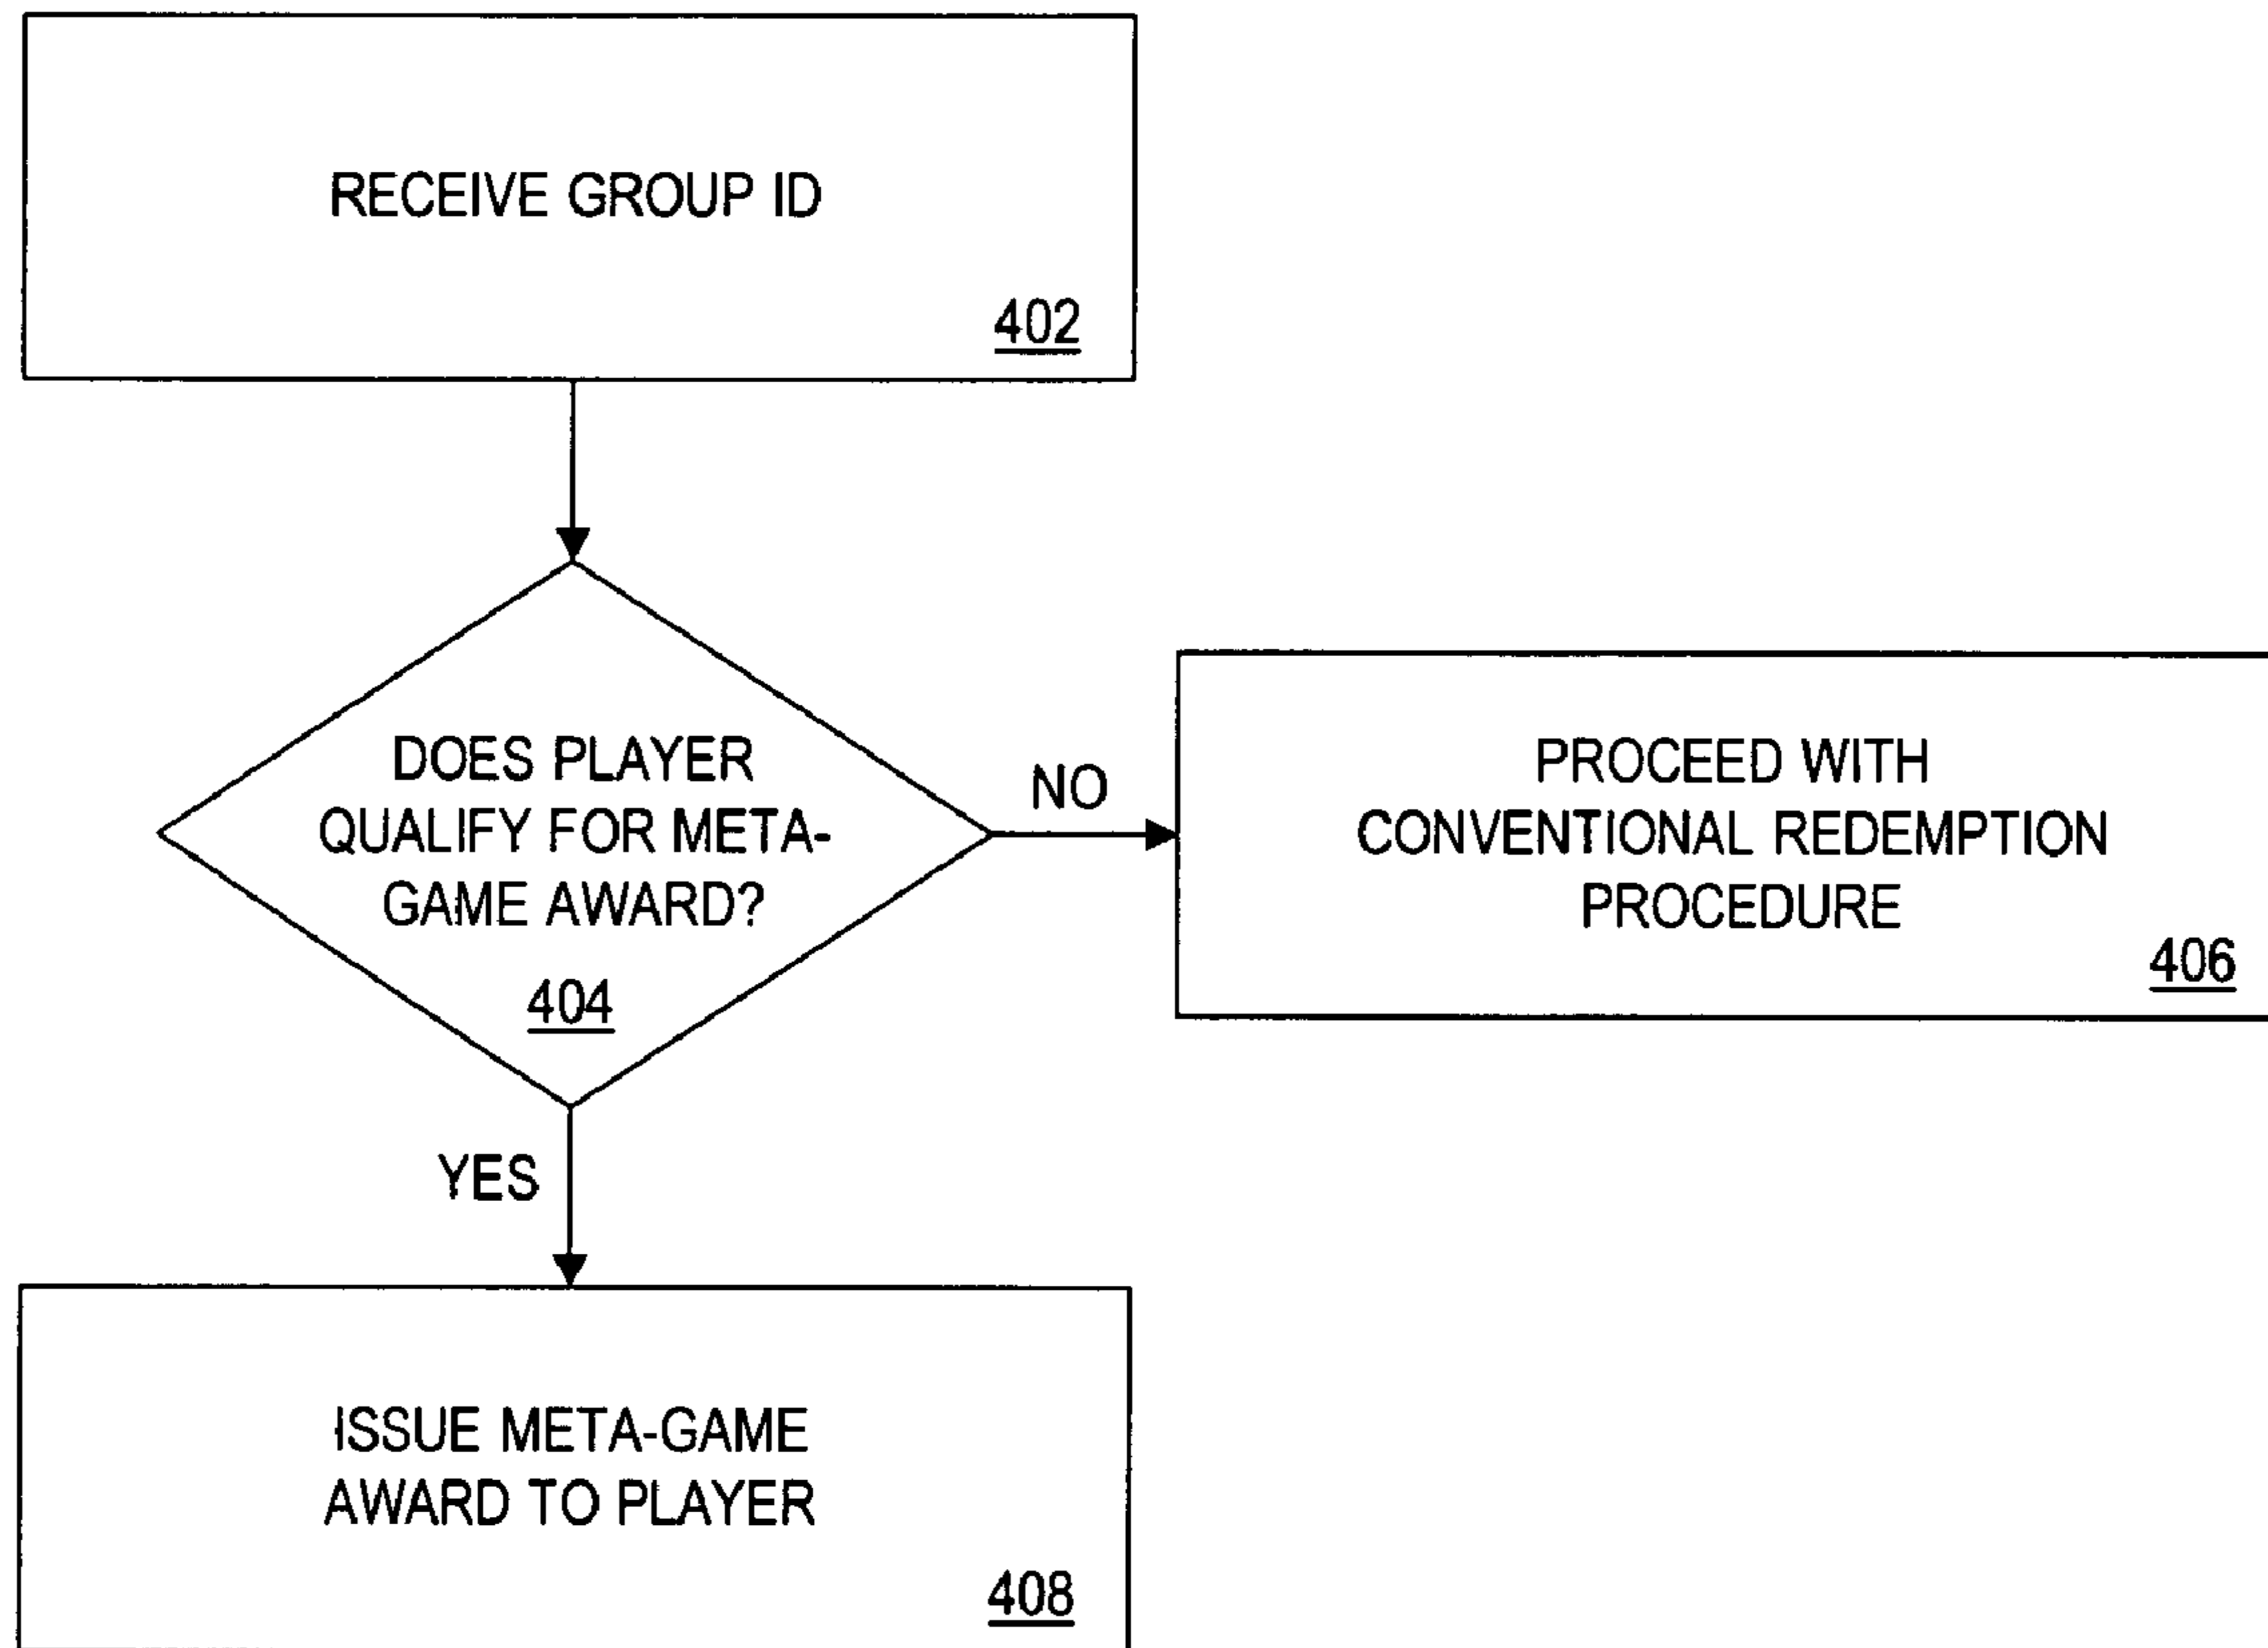 RECEIVE GROUP ID
402
DOES PLAYER
QUALIFY FOR META-
GAME AWARD?
404
NO
PROCEED WITH
CONVENTIONAL REDEMPTION
PROCEDURE
406
YES
ISSUE META-GAME
AWARD TO PLAYER
408